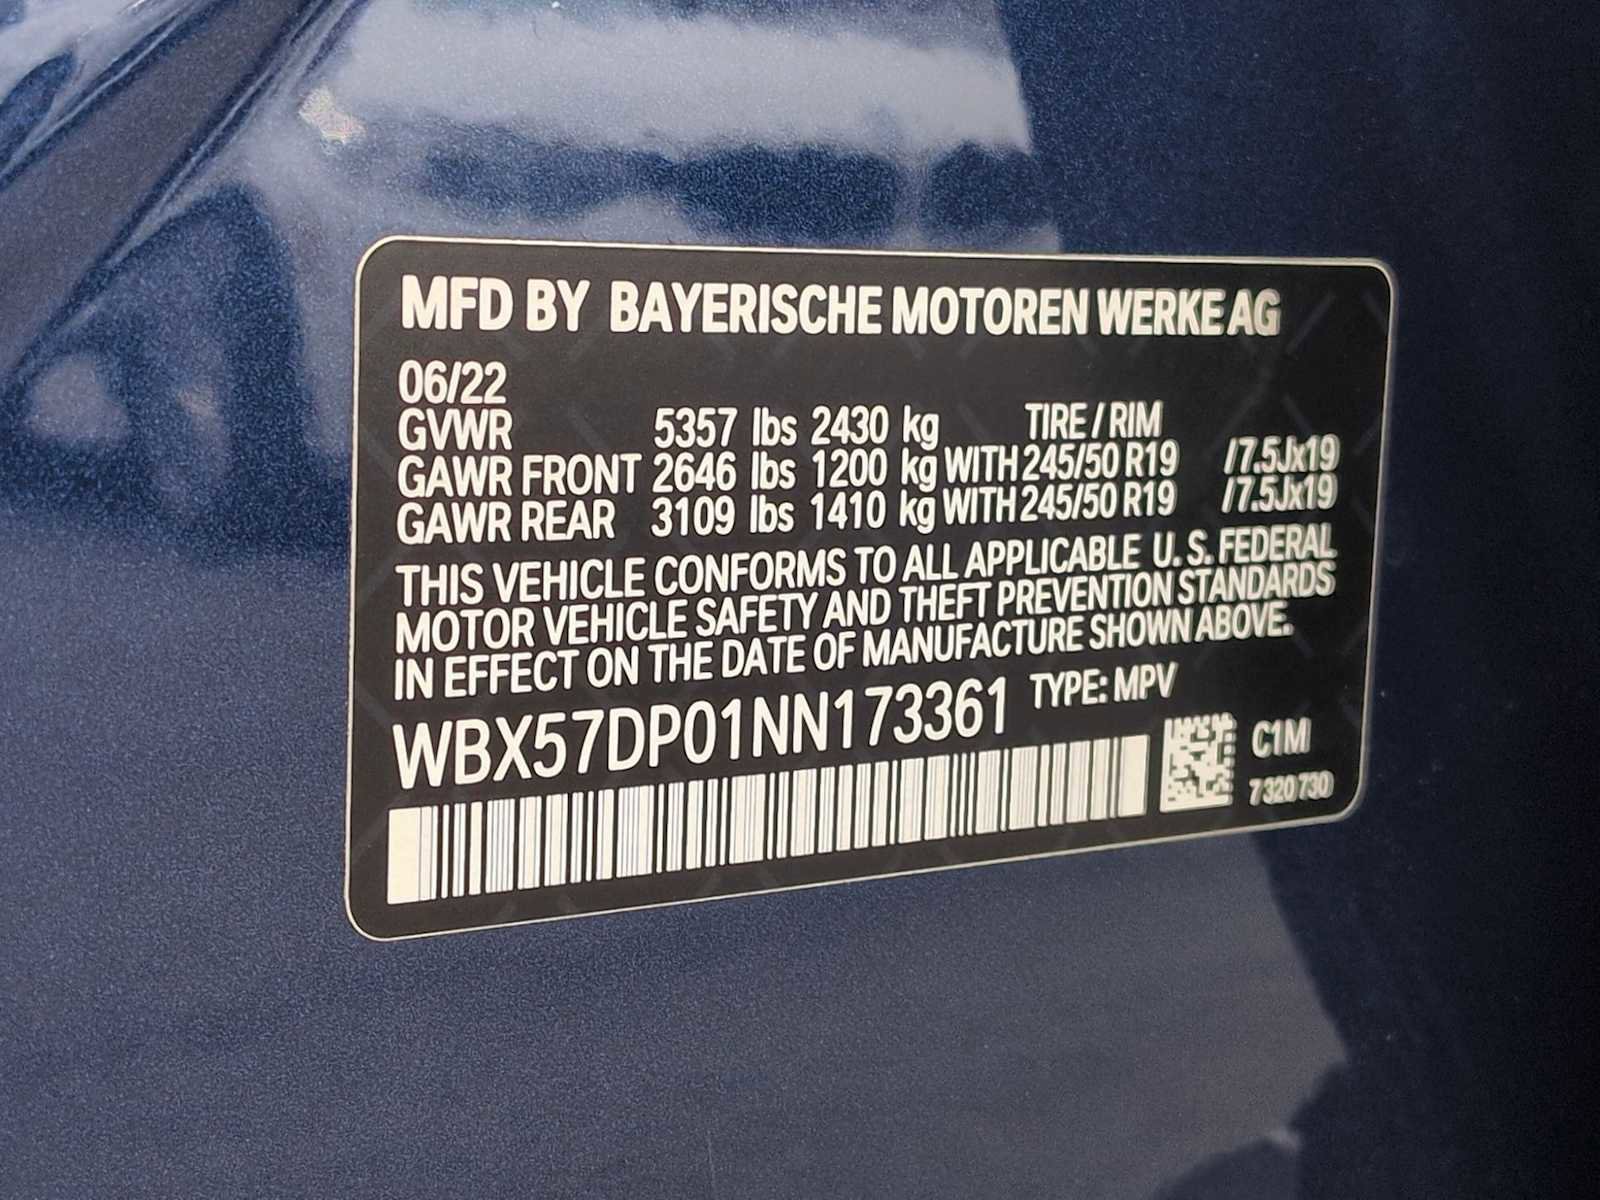 MFD BY BAYERISCHE MOTOREN WERKE AG
06/22
GVWR 5357 lbs 2430 kg TIRE / RIM
GAWR FRONT 2646 lbs 1200 kg WITH 245/50 R19 /7.5Jx19
GAWR REAR 3109 lbs 1410 kg WITH 245/50 R19 /7.5Jx19
THIS VEHICLE CONFORMS TO ALL APPLICABLE U. S. FEDERAL
MOTOR VEHICLE SAFETY AND THEFT PREVENTION STANDARDS
IN EFFECT ON THE DATE OF MANUFACTURE SHOWN ABOVE.
WBX57DP01NN173361 TYPE: MPV
C1M
7 320 730